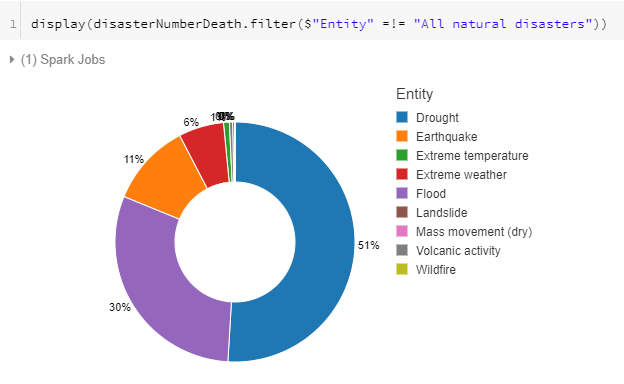 1 display(disasterNumberDeath.filter($"Entity" =!= "All natural disasters"))
(1) Spark Jobs
Entity
Drought
Earthquake
Extreme temperature
Extreme weather
Flood
Landslide
Mass movement (dry)
Volcanic activity
Wildfire
6%
11%
51%
30%